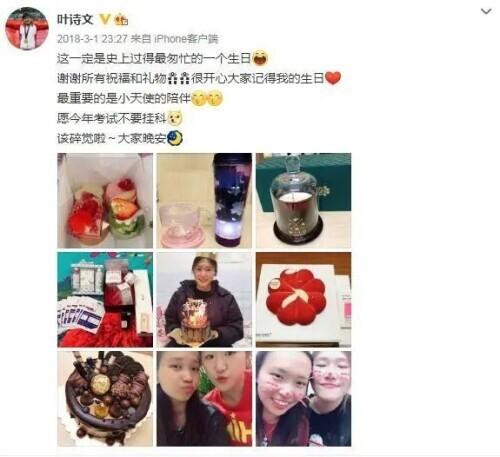 叶诗文
2018-3-1 23:27 来自 iPhone客户端
这一定是史上过得最匆忙的一个生日
谢谢所有祝福和礼物很开心大家记得我的生日
最重要的是小天使的陪伴
愿今年考试不要挂科
该碎觉啦～大家晚安